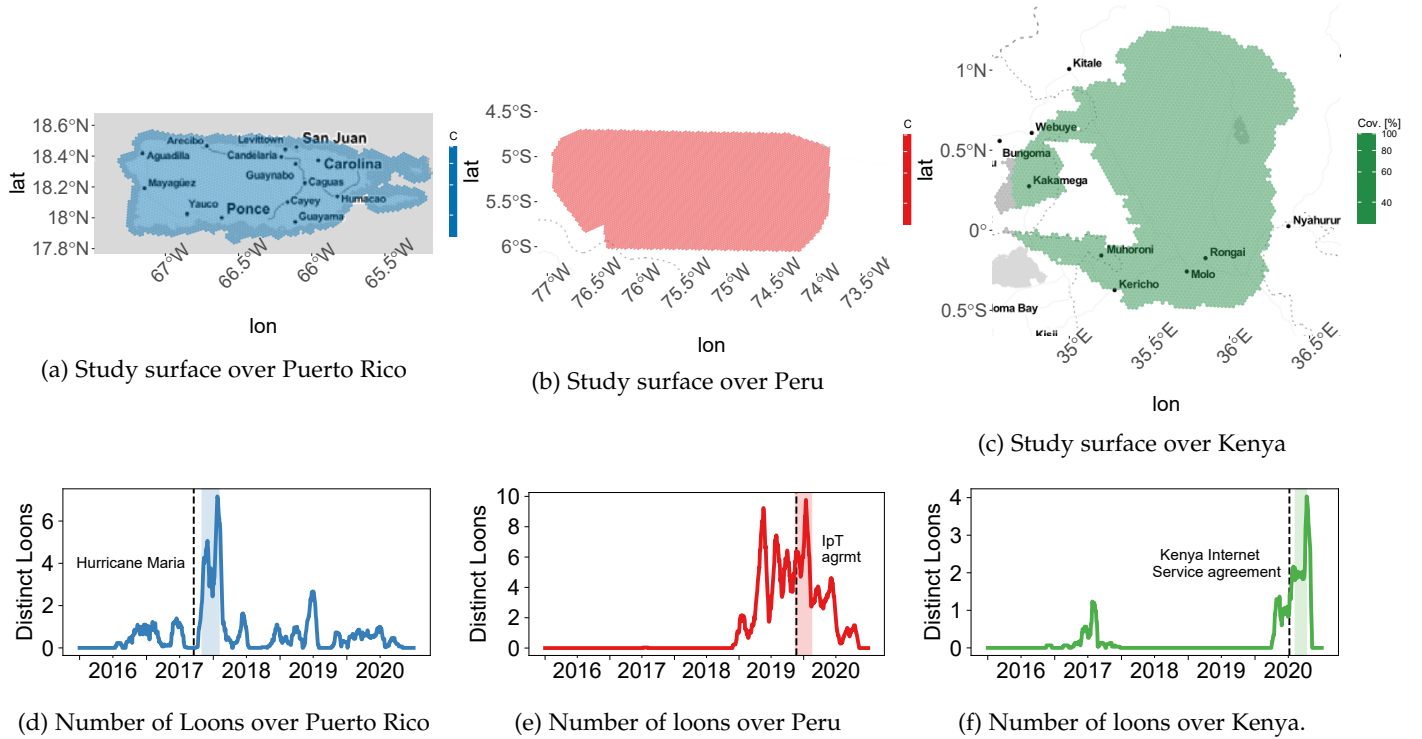 18.6°N
18.4°N
18.2°N
18°N
17.8°N
lat
Arecibo
Levittown
San Juan
Aguadilla
Candelaria
Carolina
Guaynabo
Caguas
Mayagüez
Humacao
Yauco
Ponce
Cayey
Guayama
67°W
66.5°W
66°W
65.5°W
lon
C
(a) Study surface over Puerto Rico
4.5°S
5°S
5.5°S
6°S
lat
77°W
76.5°W
76°W
75.5°W
75°W
74.5°W
74°W
73.5°W
lon
C
(b) Study surface over Peru
1°N
0.5°N
0°
0.5°S
lat
Kitale
Webuye
Bungoma
u
Kakamega
Nyahurur
Muhoroni
Rongai
Molo
Kericho
oma Bay
Kisii
35°E
35.5°E
36°E
36.5°E
lon
Cov. [%]
100
80
60
40
(c) Study surface over Kenya
Distinct Loons
6
4
2
0
Hurricane Maria
2016 2017 2018 2019 2020
(d) Number of Loons over Puerto Rico
Distinct Loons
10
8
6
4
2
0
IpT
agrmt
2016 2017 2018 2019 2020
(e) Number of loons over Peru
Distinct Loons
4
3
2
1
0
Kenya Internet
Service agreement
2016 2017 2018 2019 2020
(f) Number of loons over Kenya.